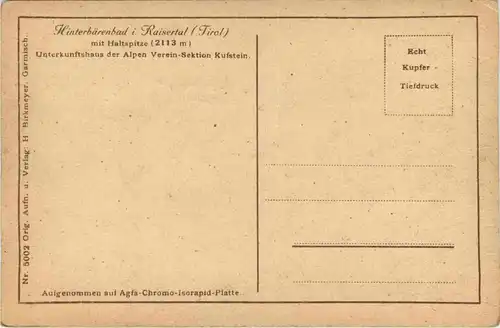 Hinterbärenbad i. Kaisertal (Tirol)
mit Haltspitze (2113 m)
Unterkunftshaus der Alpen Verein-Sektion Kufstein.
Echt
Kupfer -
Tiefdruck
Nr. 5002 Orig. Aufn. u. Verlag: H Birkmeyer, Garmisch.
Aufgenommen auf Agfa-Chromo-Isorapid-Platte